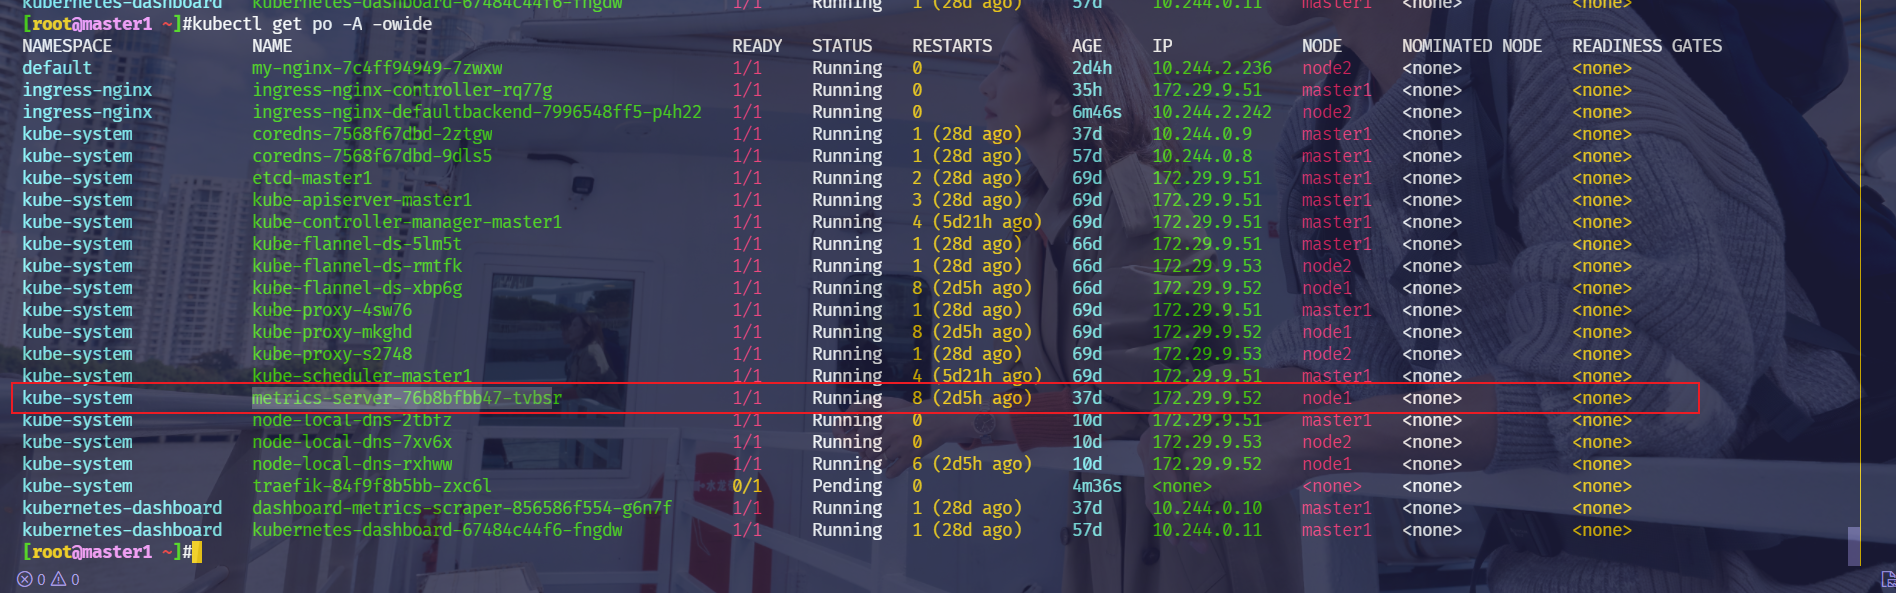 kubernetes-dashboard kubernetes-dashboard-67484c44f6-fngdw 1/1 Running 1 (28d ago) 57d 10.244.0.11 master1 <none> <none>
[root@master1 ~]#kubectl get po -A -owide
NAMESPACE NAME READY STATUS RESTARTS AGE IP NODE NOMINATED NODE READINESS GATES
default my-nginx-7c4ff94949-7zwxw 1/1 Running 0 2d4h 10.244.2.236 node2 <none> <none>
ingress-nginx ingress-nginx-controller-rq77g 1/1 Running 0 35h 172.29.9.51 master1 <none> <none>
ingress-nginx ingress-nginx-defaultbackend-7996548ff5-p4h22 1/1 Running 0 6m46s 10.244.2.242 node2 <none> <none>
kube-system coredns-7568f67dbd-2ztgw 1/1 Running 1 (28d ago) 37d 10.244.0.9 master1 <none> <none>
kube-system coredns-7568f67dbd-9dls5 1/1 Running 1 (28d ago) 57d 10.244.0.8 master1 <none> <none>
kube-system etcd-master1 1/1 Running 2 (28d ago) 69d 172.29.9.51 master1 <none> <none>
kube-system kube-apiserver-master1 1/1 Running 3 (28d ago) 69d 172.29.9.51 master1 <none> <none>
kube-system kube-controller-manager-master1 1/1 Running 4 (5d21h ago) 69d 172.29.9.51 master1 <none> <none>
kube-system kube-flannel-ds-5lm5t 1/1 Running 1 (28d ago) 66d 172.29.9.51 master1 <none> <none>
kube-system kube-flannel-ds-rmtfk 1/1 Running 1 (28d ago) 66d 172.29.9.53 node2 <none> <none>
kube-system kube-flannel-ds-xbp6g 1/1 Running 8 (2d5h ago) 66d 172.29.9.52 node1 <none> <none>
kube-system kube-proxy-4sw76 1/1 Running 1 (28d ago) 69d 172.29.9.51 master1 <none> <none>
kube-system kube-proxy-mkghd 1/1 Running 8 (2d5h ago) 69d 172.29.9.52 node1 <none> <none>
kube-system kube-proxy-s2748 1/1 Running 1 (28d ago) 69d 172.29.9.53 node2 <none> <none>
kube-system kube-scheduler-master1 1/1 Running 4 (5d21h ago) 69d 172.29.9.51 master1 <none> <none>
kube-system metrics-server-76b8bfbb47-tvbsr 1/1 Running 8 (2d5h ago) 37d 172.29.9.52 node1 <none> <none>
kube-system node-local-dns-2tbfz 1/1 Running 0 10d 172.29.9.51 master1 <none> <none>
kube-system node-local-dns-7xv6x 1/1 Running 0 10d 172.29.9.53 node2 <none> <none>
kube-system node-local-dns-rxhww 1/1 Running 6 (2d5h ago) 10d 172.29.9.52 node1 <none> <none>
kube-system traefik-84f9f8b5bb-zxc6l 0/1 Pending 0 4m36s <none> <none> <none> <none>
kubernetes-dashboard dashboard-metrics-scraper-856586f554-g6n7f 1/1 Running 1 (28d ago) 37d 10.244.0.10 master1 <none> <none>
kubernetes-dashboard kubernetes-dashboard-67484c44f6-fngdw 1/1 Running 1 (28d ago) 57d 10.244.0.11 master1 <none> <none>
[root@master1 ~]#
0 0